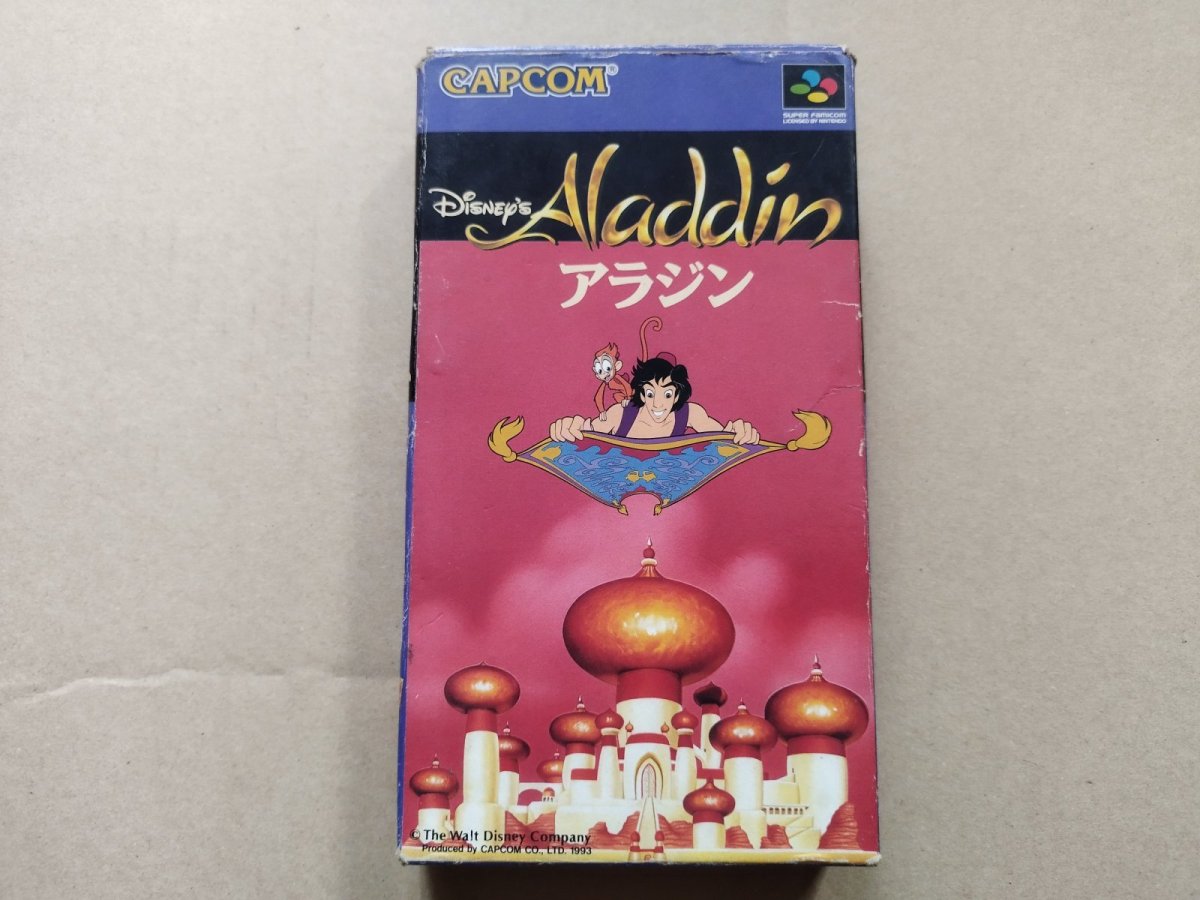 CAPCOM®
SUPER FAMICOM
LICENSED BY NINTENDO
Disney's Aladdin
アラジン
© The Walt Disney Company
Produced by CAPCOM CO., LTD. 1993